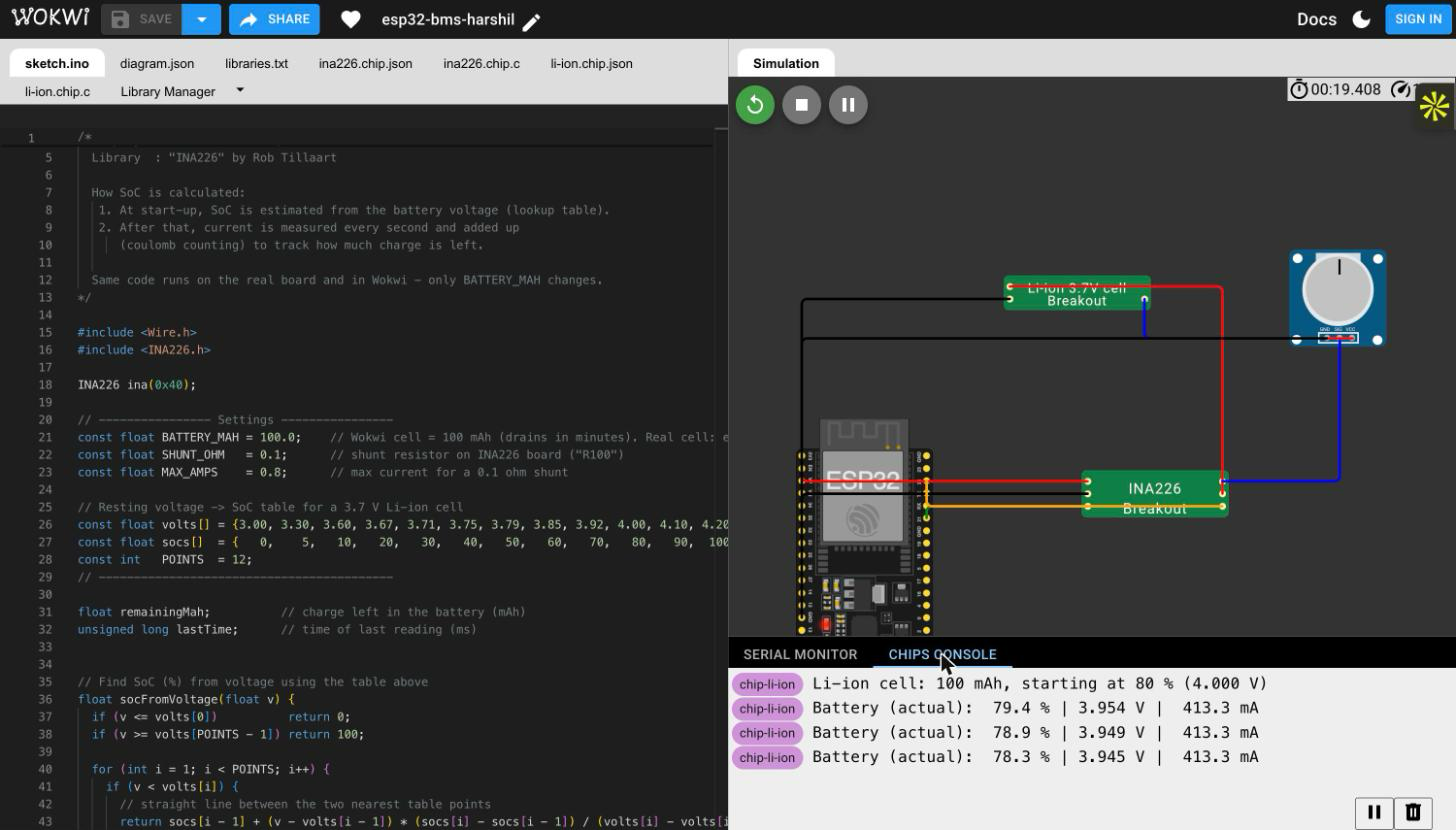 WOKWI SAVE SHARE esp32-bms-harshil Docs SIGN IN
sketch.ino diagram.json libraries.txt ina226.chip.json ina226.chip.c li-ion.chip.json
li-ion.chip.c Library Manager
1 /*
5 Library  : "INA226" by Rob Tillaart
6
7 How SoC is calculated:
8 1. At start-up, SoC is estimated from the battery voltage (lookup table).
9 2. After that, current is measured every second and added up
10 (coulomb counting) to track how much charge is left.
11
12 Same code runs on the real board and in Wokwi - only BATTERY_MAH changes.
13 */
14
15 #include <Wire.h>
16 #include <INA226.h>
17
18 INA226 ina(0x40);
19
20 // ---------------- Settings ----------------
21 const float BATTERY_MAH = 100.0;    // Wokwi cell = 100 mAh (drains in minutes). Real cell:
22 const float SHUNT_OHM   = 0.1;      // shunt resistor on INA226 board ("R100")
23 const float MAX_AMPS    = 0.8;      // max current for a 0.1 ohm shunt
24
25 // Resting voltage -> SoC table for a 3.7 V Li-ion cell
26 const float volts[] = {3.00, 3.30, 3.60, 3.67, 3.71, 3.75, 3.79, 3.85, 3.92, 4.00, 4.10, 4.20
27 const float socs[]  = {   0,    5,   10,   20,   30,   40,   50,   60,   70,   80,   90,  100
28 const int   POINTS  = 12;
29 // ------------------------------------------
30
31 float remainingMah;          // charge left in the battery (mAh)
32 unsigned long lastTime;      // time of last reading (ms)
33
34
35 // Find SoC (%) from voltage using the table above
36 float socFromVoltage(float v) {
37 if (v <= volts[0])          return 0;
38 if (v >= volts[POINTS - 1]) return 100;
39
40 for (int i = 1; i < POINTS; i++) {
41 if (v < volts[i]) {
42 // straight line between the two nearest table points
43 return socs[i - 1] + (v - volts[i - 1]) * (socs[i] - socs[i - 1]) / (volts[i] - volts[i
Simulation
00:19.408
Li-ion 3.7V cell
Breakout
GND SIG VCC
ESP32
INA226
Breakout
SERIAL MONITOR CHIPS CONSOLE
chip-li-ion Li-ion cell: 100 mAh, starting at 80 % (4.000 V)
chip-li-ion Battery (actual):  79.4 % | 3.954 V |  413.3 mA
chip-li-ion Battery (actual):  78.9 % | 3.949 V |  413.3 mA
chip-li-ion Battery (actual):  78.3 % | 3.945 V |  413.3 mA